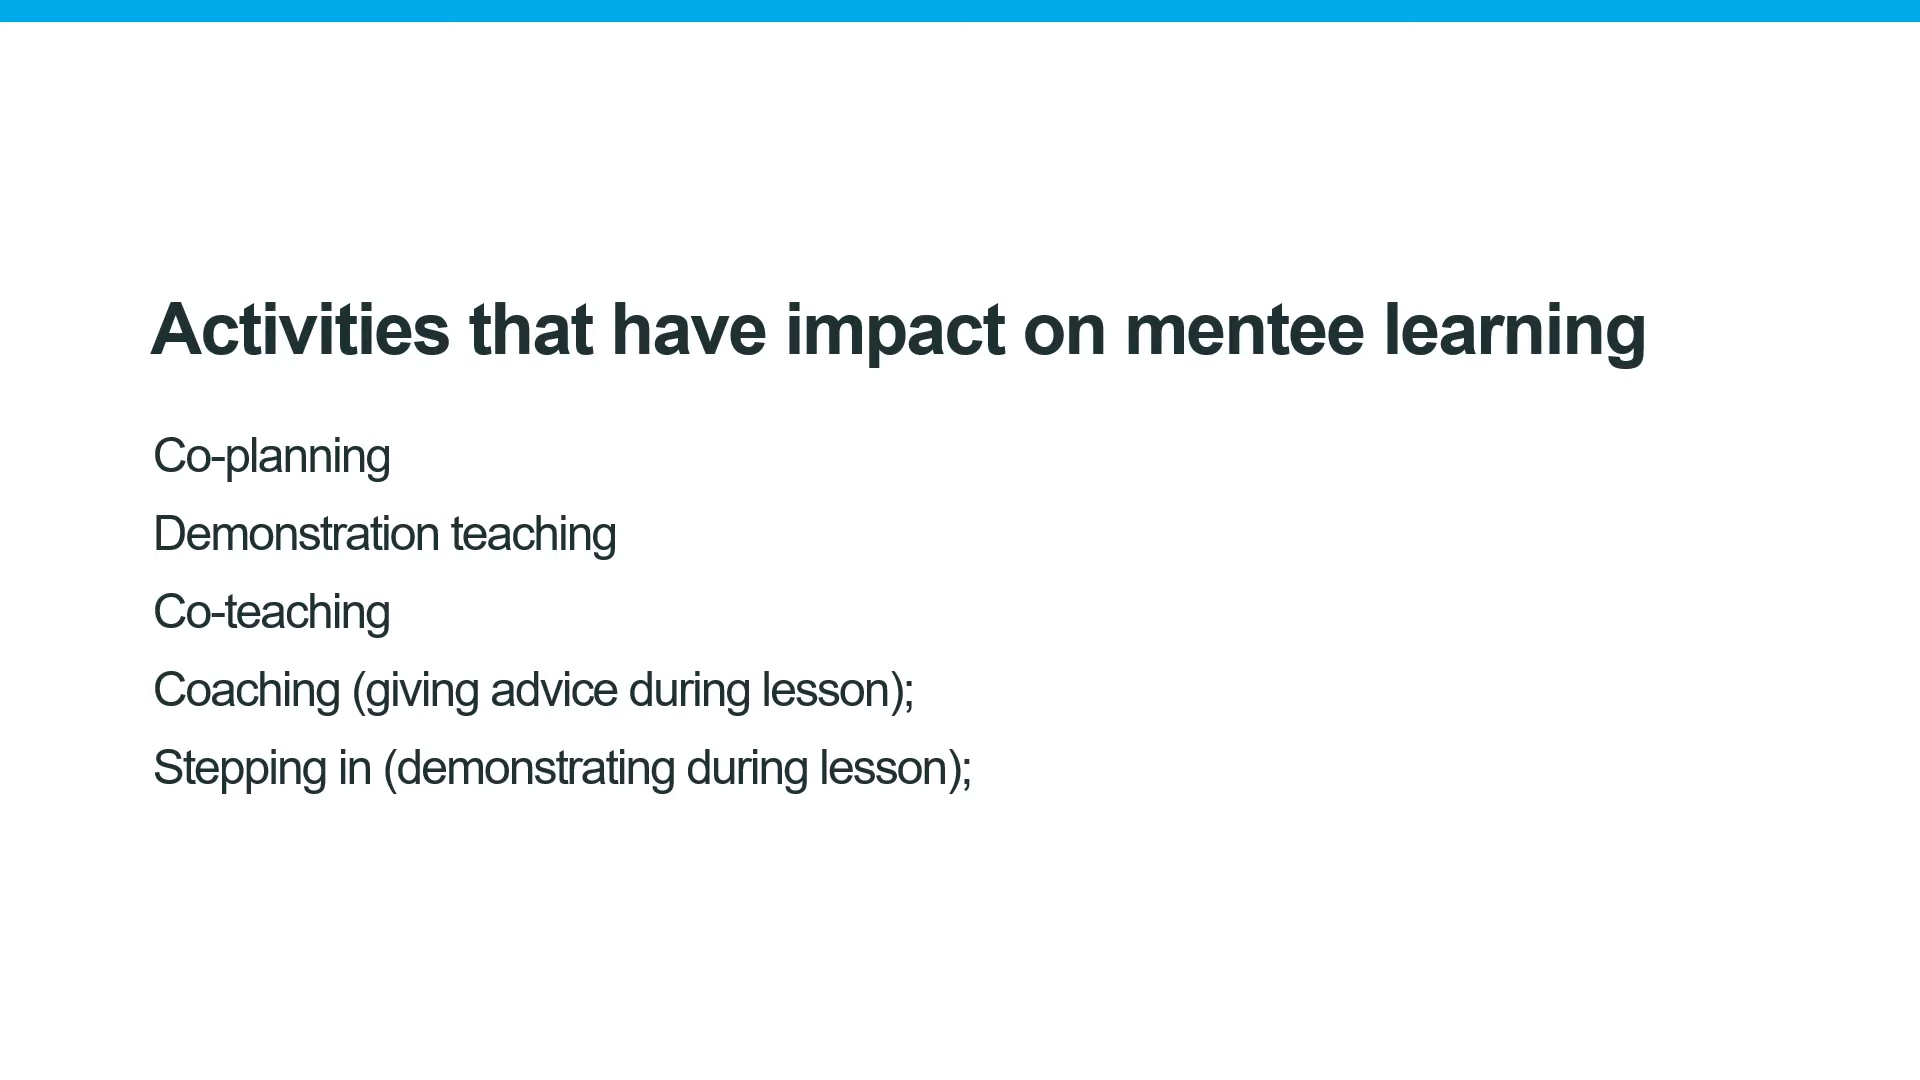 Activities that have impact on mentee learning
Co-planning
Demonstration teaching
Co-teaching
Coaching (giving advice during lesson);
Stepping in (demonstrating during lesson);